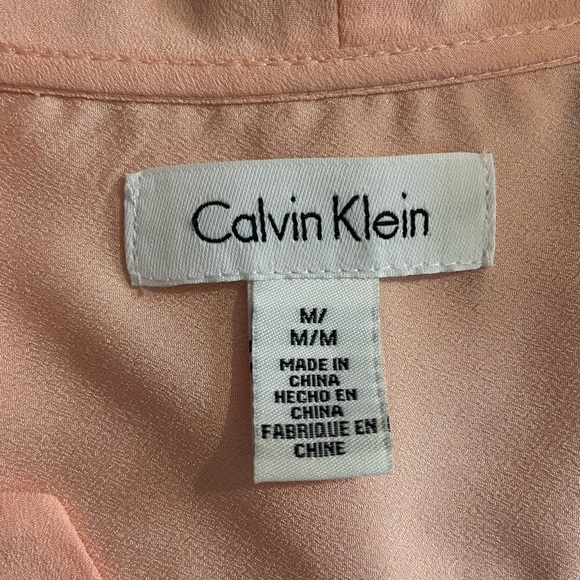 Calvin Klein
M/
M/M
MADE IN
CHINA
HECHO EN
CHINA
FABRIQUE EN
CHINE